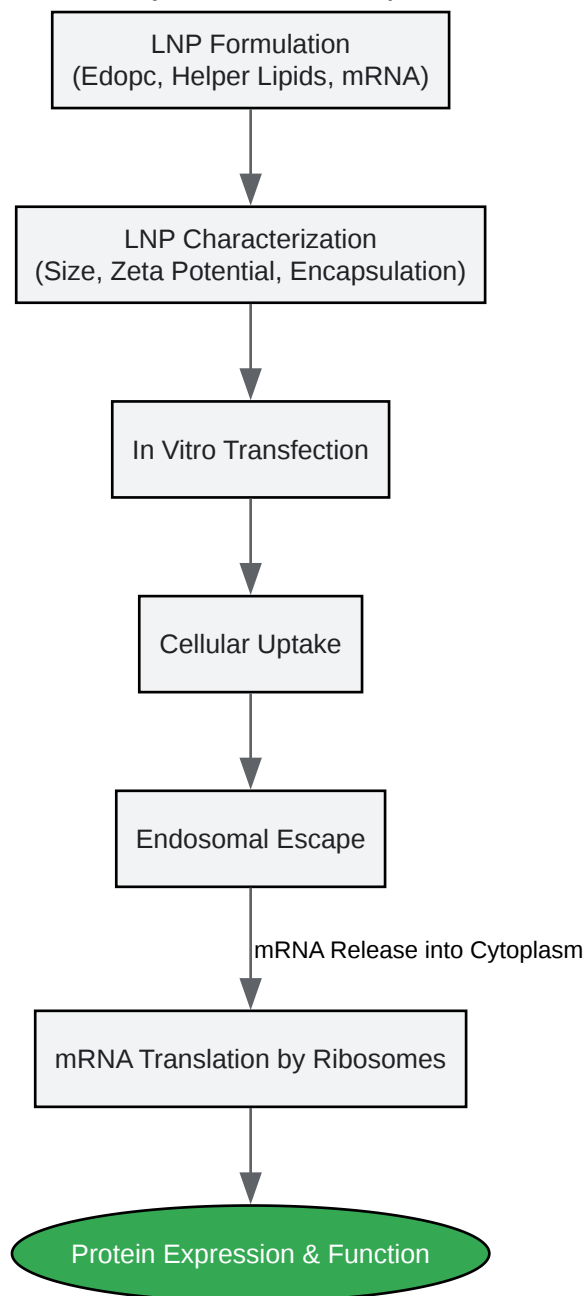 LNP Formulation
(Edopc, Helper Lipids, mRNA)
LNP Characterization
(Size, Zeta Potential, Encapsulation)
In Vitro Transfection
Cellular Uptake
Endosomal Escape
mRNA Release into Cytoplasm
mRNA Translation by Ribosomes
Protein Expression & Function